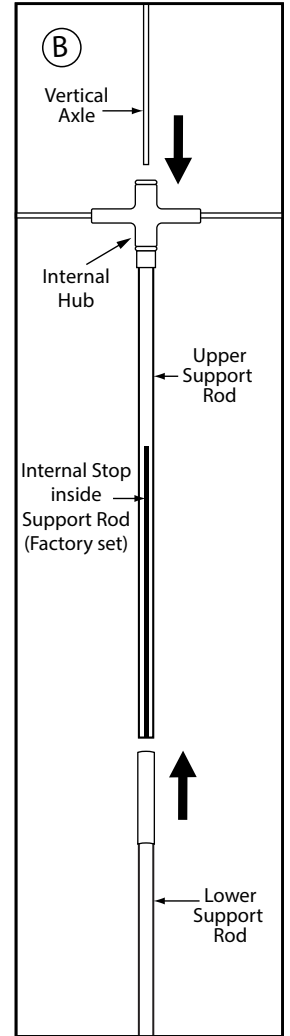 B
Vertical
Axle
Internal
Hub
Upper
Support
Rod
Internal Stop
inside
Support Rod
(Factory set)
Lower
Support
Rod